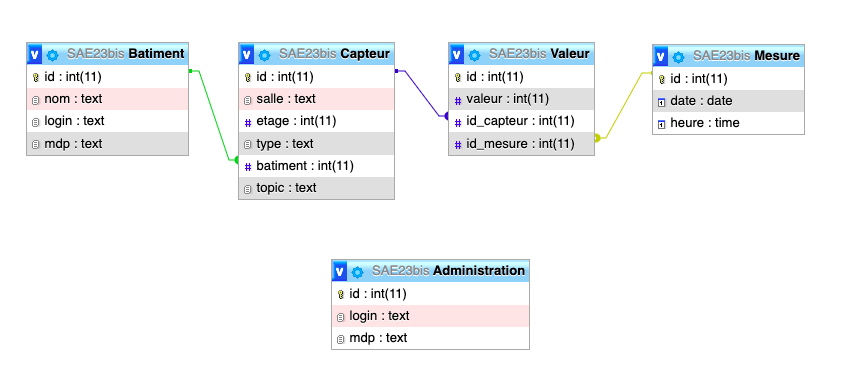 SAE23bis Batiment
id : int(11)
nom : text
login : text
mdp : text
SAE23bis Capteur
id : int(11)
salle : text
etage : int(11)
type : text
batiment : int(11)
topic : text
SAE23bis Valeur
id : int(11)
valeur : int(11)
id_capteur : int(11)
id_mesure : int(11)
SAE23bis Mesure
id : int(11)
date : date
heure : time
SAE23bis Administration
id : int(11)
login : text
mdp : text